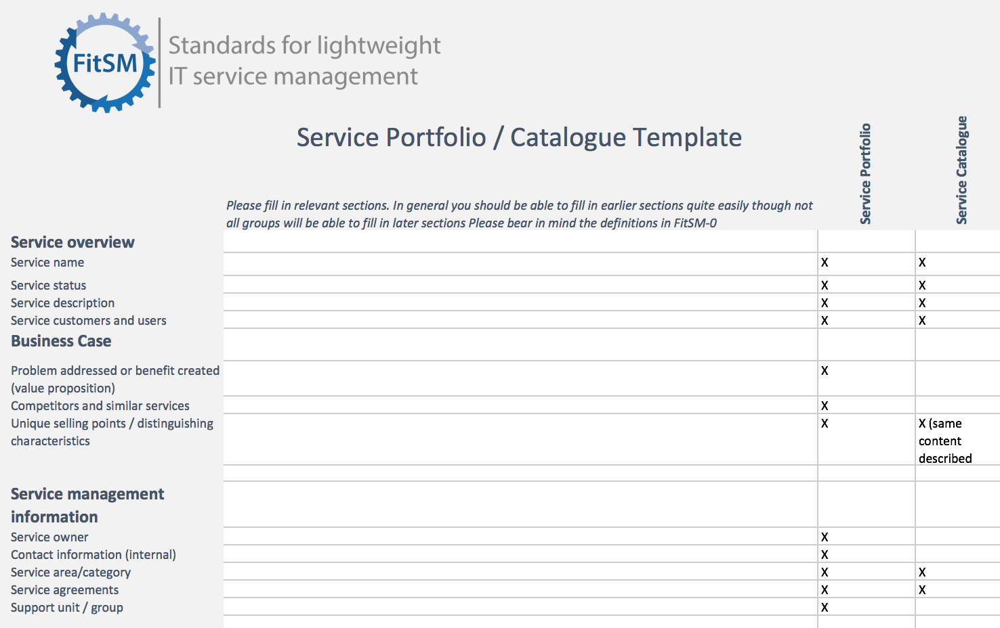 FitSM
Standards for lightweight
IT service management
Service Portfolio / Catalogue Template
Service Portfolio
Service Catalogue
Please fill in relevant sections. In general you should be able to fill in earlier sections quite easily though not
all groups will be able to fill in later sections Please bear in mind the definitions in FitSM-0
Service overview
Service name X X
Service status X X
Service description X X
Service customers and users X X
Business Case
Problem addressed or benefit created X
(value proposition)
Competitors and similar services X
Unique selling points / distinguishing X X (same
characteristics content
described
Service management
information
Service owner X
Contact information (internal) X
Service area/category X X
Service agreements X X
Support unit / group X